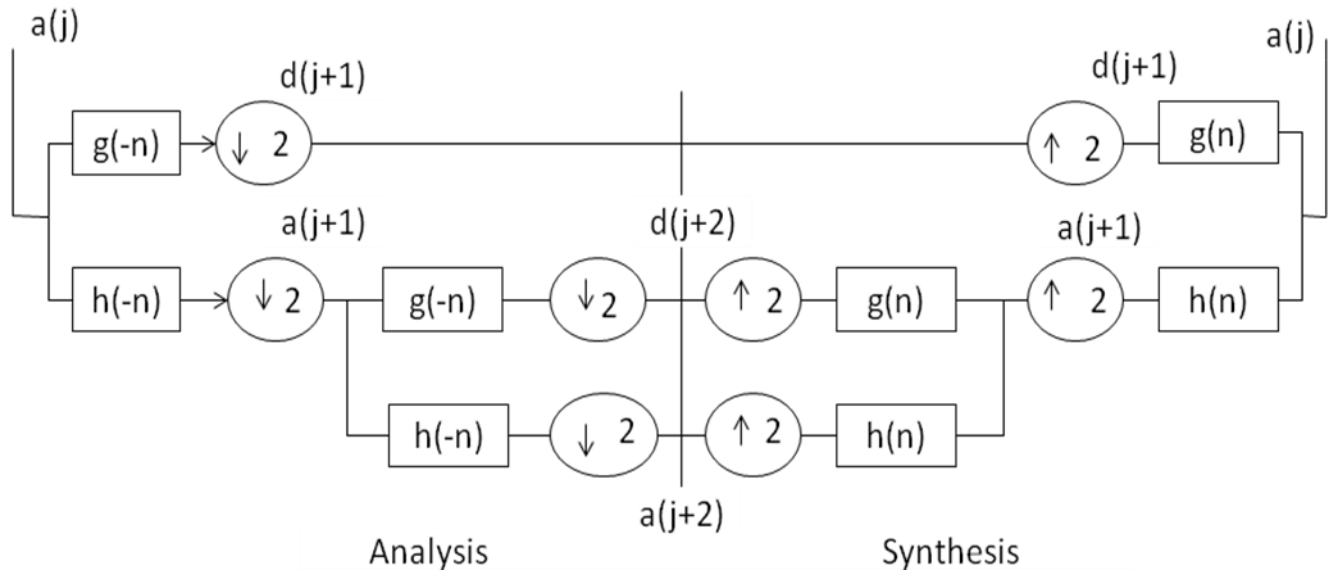 a(j) a(j)
d(j+1) d(j+1)
g(-n) ↓ 2 ↑ 2 g(n)
a(j+1) d(j+2) a(j+1)
h(-n) ↓ 2 g(-n) ↓ 2 ↑ 2 g(n) ↑ 2 h(n)
h(-n) ↓ 2 ↑ 2 h(n)
a(j+2)
Analysis Synthesis